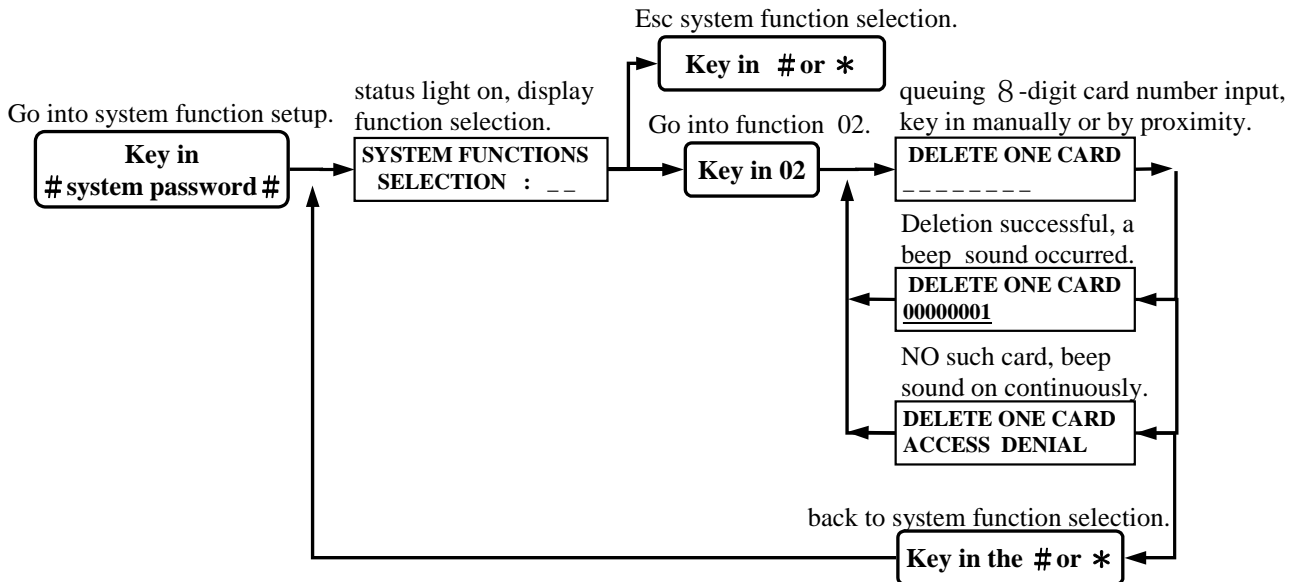 Esc system function selection.
Key in # or *
status light on, display
function selection.
queuing 8-digit card number input,
key in manually or by proximity.
Go into system function setup.
Go into function 02.
Key in
# system password #
SYSTEM FUNCTIONS
SELECTION : _ _
Key in 02
DELETE ONE CARD
_ _ _ _ _ _ _ _
Deletion successful, a
beep sound occurred.
DELETE ONE CARD
00000001
NO such card, beep
sound on continuously.
DELETE ONE CARD
ACCESS DENIAL
back to system function selection.
Key in the # or *